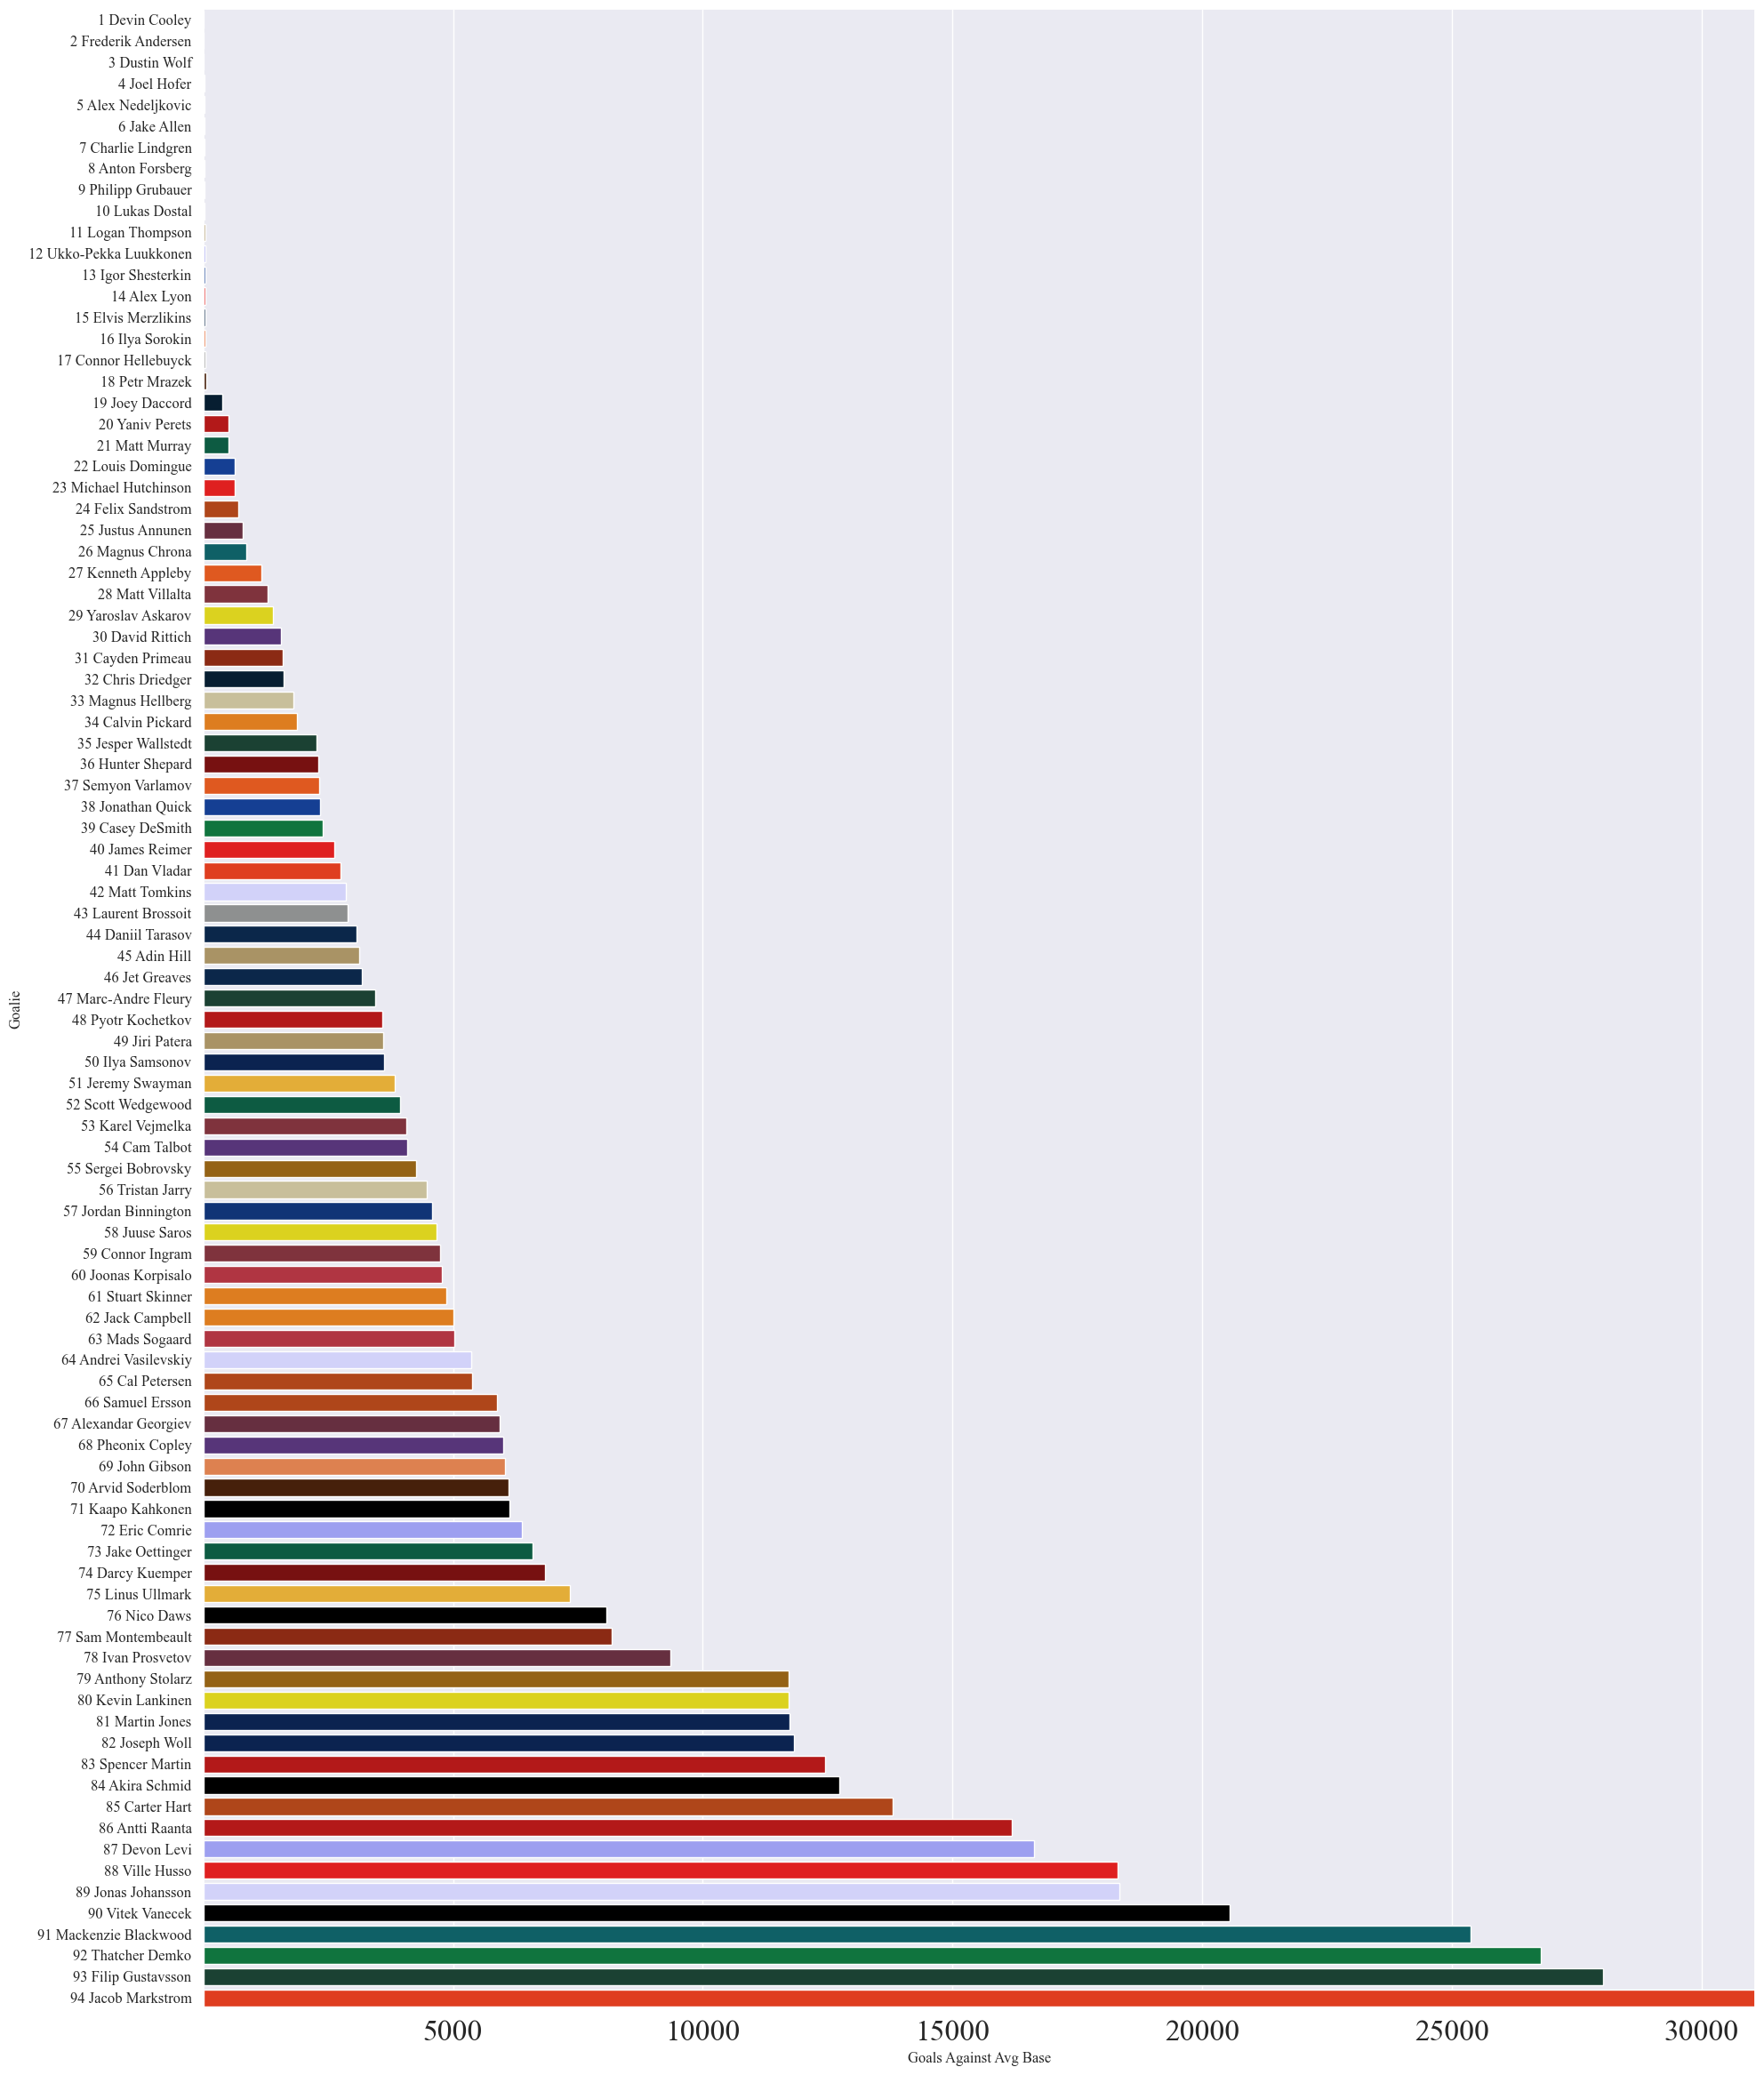 1 Devin Cooley
2 Frederik Andersen
3 Dustin Wolf
4 Joel Hofer
5 Alex Nedeljkovic
6 Jake Allen
7 Charlie Lindgren
8 Anton Forsberg
9 Philipp Grubauer
10 Lukas Dostal
11 Logan Thompson
12 Ukko-Pekka Luukkonen
13 Igor Shesterkin
14 Alex Lyon
15 Elvis Merzlikins
16 Ilya Sorokin
17 Connor Hellebuyck
18 Petr Mrazek
19 Joey Daccord
20 Yaniv Perets
21 Matt Murray
22 Louis Domingue
23 Michael Hutchinson
24 Felix Sandstrom
25 Justus Annunen
26 Magnus Chrona
27 Kenneth Appleby
28 Matt Villalta
29 Yaroslav Askarov
30 David Rittich
31 Cayden Primeau
32 Chris Driedger
33 Magnus Hellberg
34 Calvin Pickard
35 Jesper Wallstedt
36 Hunter Shepard
37 Semyon Varlamov
38 Jonathan Quick
39 Casey DeSmith
40 James Reimer
41 Dan Vladar
42 Matt Tomkins
43 Laurent Brossoit
44 Daniil Tarasov
45 Adin Hill
46 Jet Greaves
47 Marc-Andre Fleury
48 Pyotr Kochetkov
49 Jiri Patera
50 Ilya Samsonov
51 Jeremy Swayman
52 Scott Wedgewood
53 Karel Vejmelka
54 Cam Talbot
55 Sergei Bobrovsky
56 Tristan Jarry
57 Jordan Binnington
58 Juuse Saros
59 Connor Ingram
60 Joonas Korpisalo
61 Stuart Skinner
62 Jack Campbell
63 Mads Sogaard
64 Andrei Vasilevskiy
65 Cal Petersen
66 Samuel Ersson
67 Alexandar Georgiev
68 Pheonix Copley
69 John Gibson
70 Arvid Soderblom
71 Kaapo Kahkonen
72 Eric Comrie
73 Jake Oettinger
74 Darcy Kuemper
75 Linus Ullmark
76 Nico Daws
77 Sam Montembeault
78 Ivan Prosvetov
79 Anthony Stolarz
80 Kevin Lankinen
81 Martin Jones
82 Joseph Woll
83 Spencer Martin
84 Akira Schmid
85 Carter Hart
86 Antti Raanta
87 Devon Levi
88 Ville Husso
89 Jonas Johansson
90 Vitek Vanecek
91 Mackenzie Blackwood
92 Thatcher Demko
93 Filip Gustavsson
94 Jacob Markstrom
Goalie
5000 10000 15000 20000 25000 30000
Goals Against Avg Base